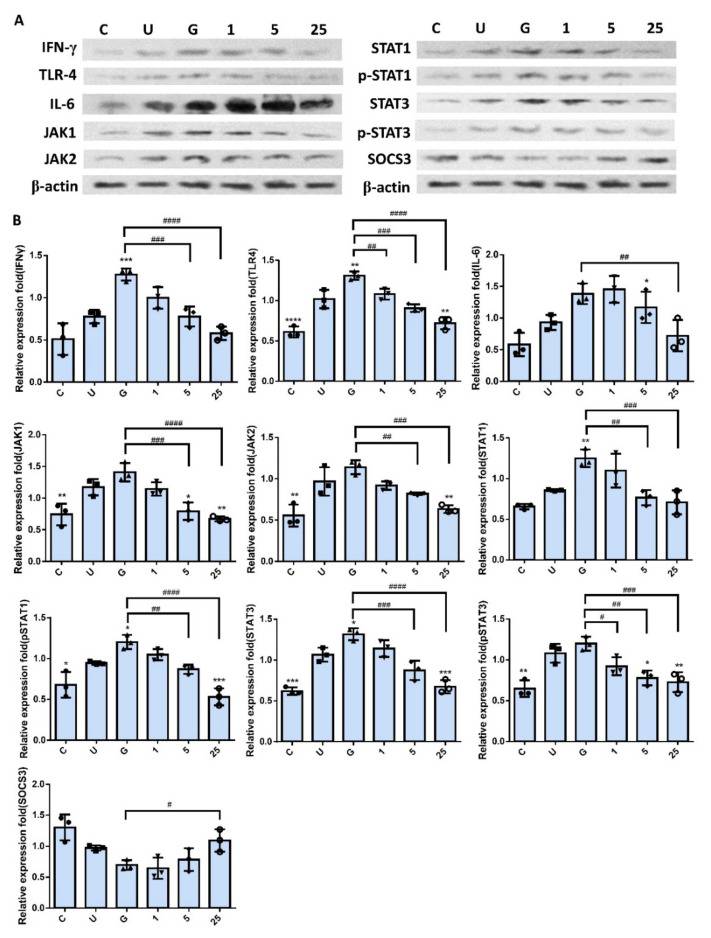 A
C U G 1 5 25
IFN-γ
TLR-4
IL-6
JAK1
JAK2
β-actin
C U G 1 5 25
STAT1
p-STAT1
STAT3
p-STAT3
SOCS3
β-actin
B
Relative expression fold(IFNγ)
1.5
1.0
0.5
0.0
***
###
####
C U G 1 5 25
Relative expression fold(TLR4)
2.0
1.5
1.0
0.5
0.0
****
**
##
###
####
**
C U G 1 5 25
Relative expression fold(IL-6)
2.0
1.5
1.0
0.5
0.0
##
*
C U G 1 5 25
Relative expression fold(JAK1)
2.0
1.5
1.0
0.5
0.0
**
###
####
*
**
C U G 1 5 25
Relative expression fold(JAK2)
2.0
1.5
1.0
0.5
0.0
**
##
###
**
C U G 1 5 25
Relative expression fold(STAT1)
1.5
1.0
0.5
0.0
**
##
###
C U G 1 5 25
Relative expression fold(pSTAT1)
1.5
1.0
0.5
0.0
*
*
##
####
***
C U G 1 5 25
Relative expression fold(STAT3)
1.5
1.0
0.5
0.0
***
*
###
####
***
C U G 1 5 25
Relative expression fold(pSTAT3)
1.5
1.0
0.5
0.0
**
#
##
###
*
**
C U G 1 5 25
Relative expression fold(SOCS3)
2.0
1.5
1.0
0.5
0.0
#
C U G 1 5 25